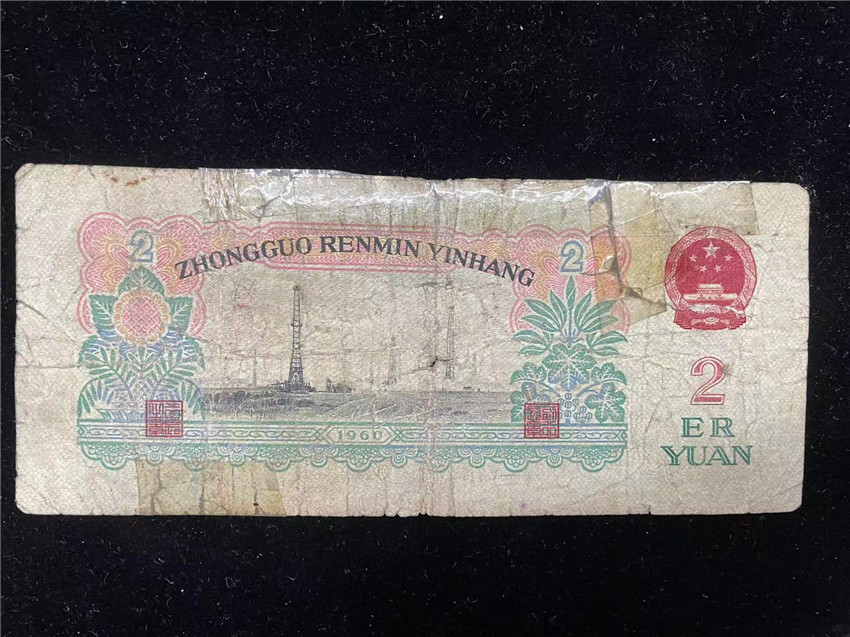 2
2
ZHONGGUO RENMIN YINHANG
1960
2
ER
YUAN